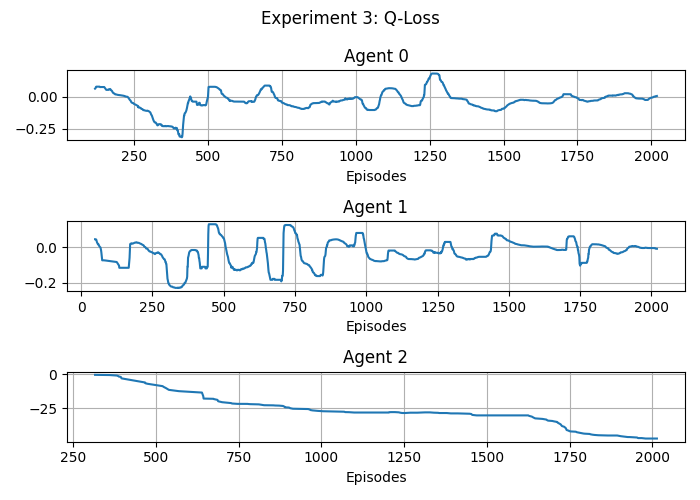 Experiment 3: Q-Loss
Agent 0
0.00
−0.25
250 500 750 1000 1250 1500 1750 2000
Episodes
Agent 1
0.0
−0.2
0 250 500 750 1000 1250 1500 1750 2000
Episodes
Agent 2
0
−25
250 500 750 1000 1250 1500 1750 2000
Episodes